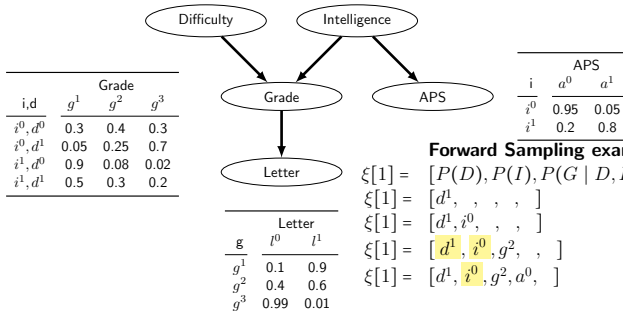 Difficulty
Intelligence
Grade
APS
Letter
Grade
i,d g¹ g² g³
i⁰, d⁰ 0.3 0.4 0.3
i⁰, d¹ 0.05 0.25 0.7
i¹, d⁰ 0.9 0.08 0.02
i¹, d¹ 0.5 0.3 0.2
APS
i a⁰ a¹
i⁰ 0.95 0.05
i¹ 0.2 0.8
Letter
g l⁰ l¹
g¹ 0.1 0.9
g² 0.4 0.6
g³ 0.99 0.01
Forward Sampling exa
ξ[1] = [P(D), P(I), P(G | D,
ξ[1] = [d¹, , , , ]
ξ[1] = [d¹, i⁰, , , ]
ξ[1] = [d¹, i⁰, g², , ]
ξ[1] = [d¹, i⁰, g², a⁰, ]